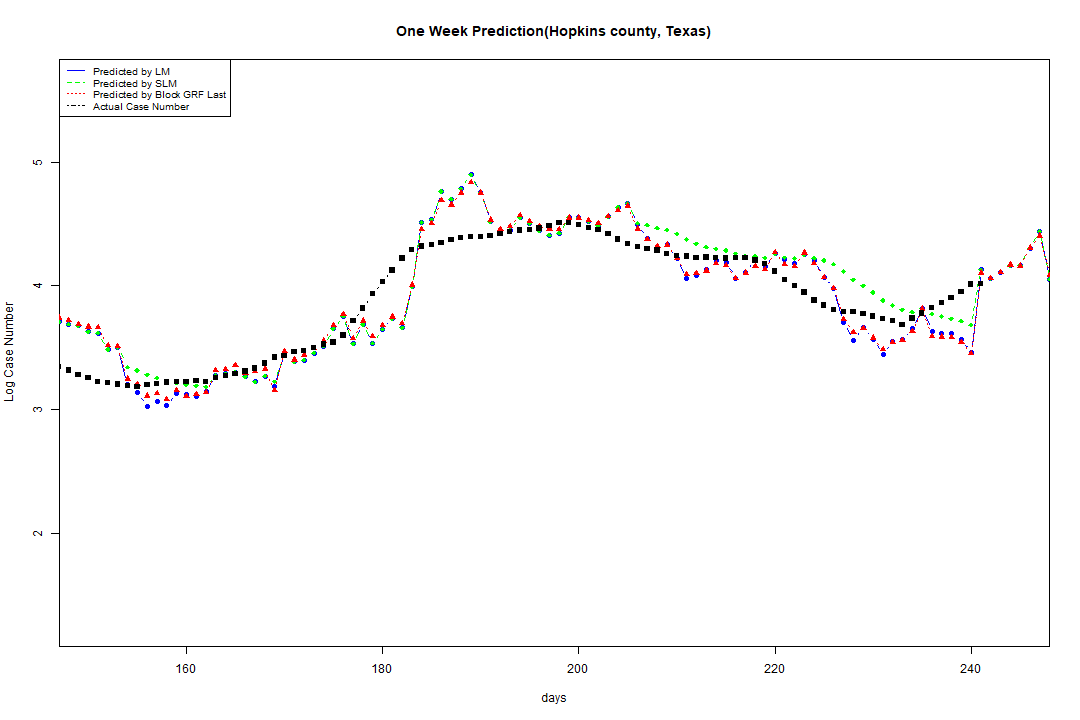 One Week Prediction(Hopkins county, Texas)
Predicted by LM
Predicted by SLM
Predicted by Block GRF Last
Actual Case Number
5
4
3
2
Log Case Number
160 180 200 220 240
days